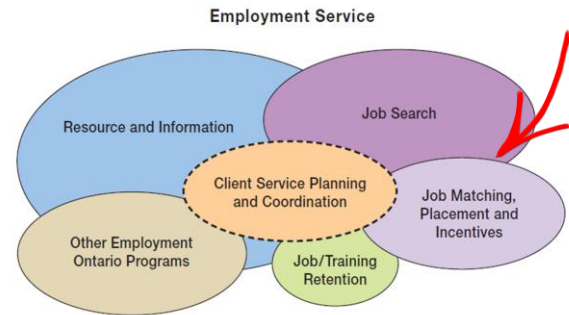 Employment Service
Resource and Information
Job Search
Client Service Planning
and Coordination
Job Matching,
Placement and
Incentives
Other Employment
Ontario Programs
Job/Training
Retention